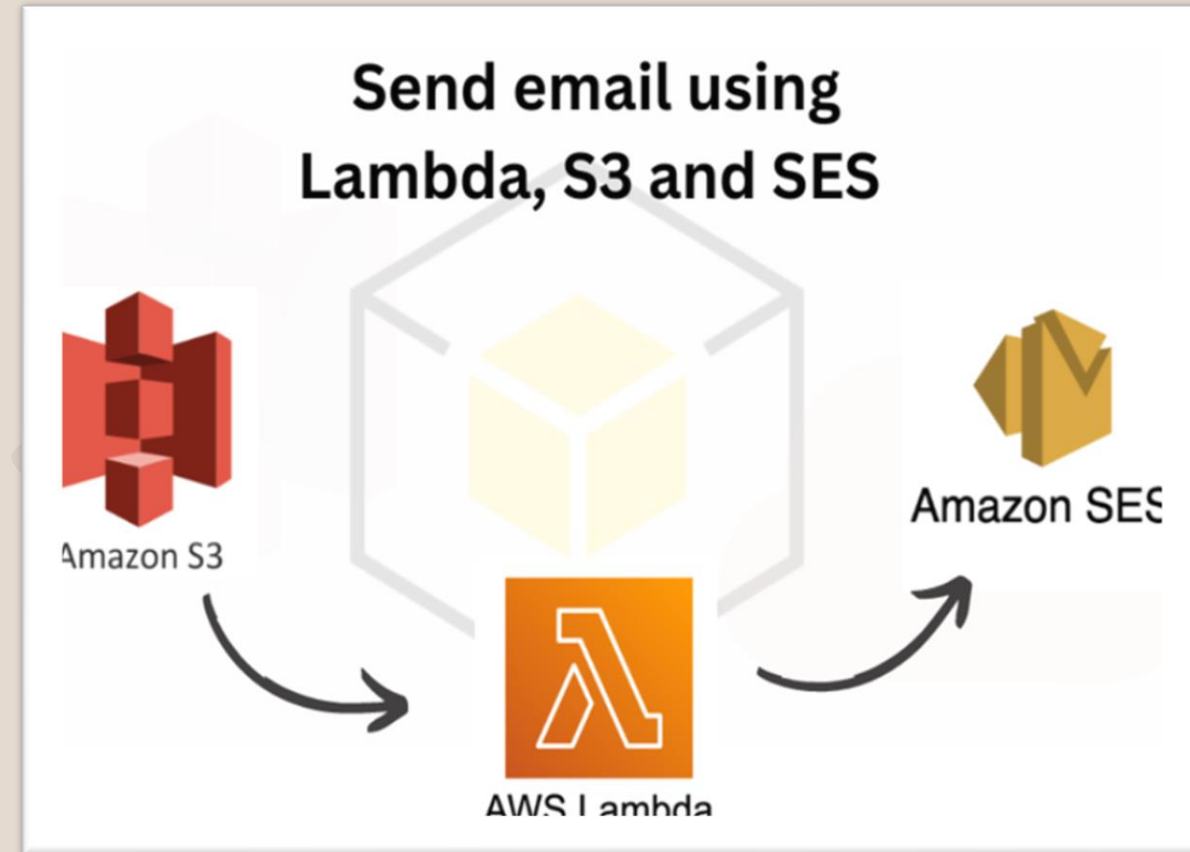 Send email using
Lambda, S3 and SES
Amazon S3
Amazon SES
AWS Lambda